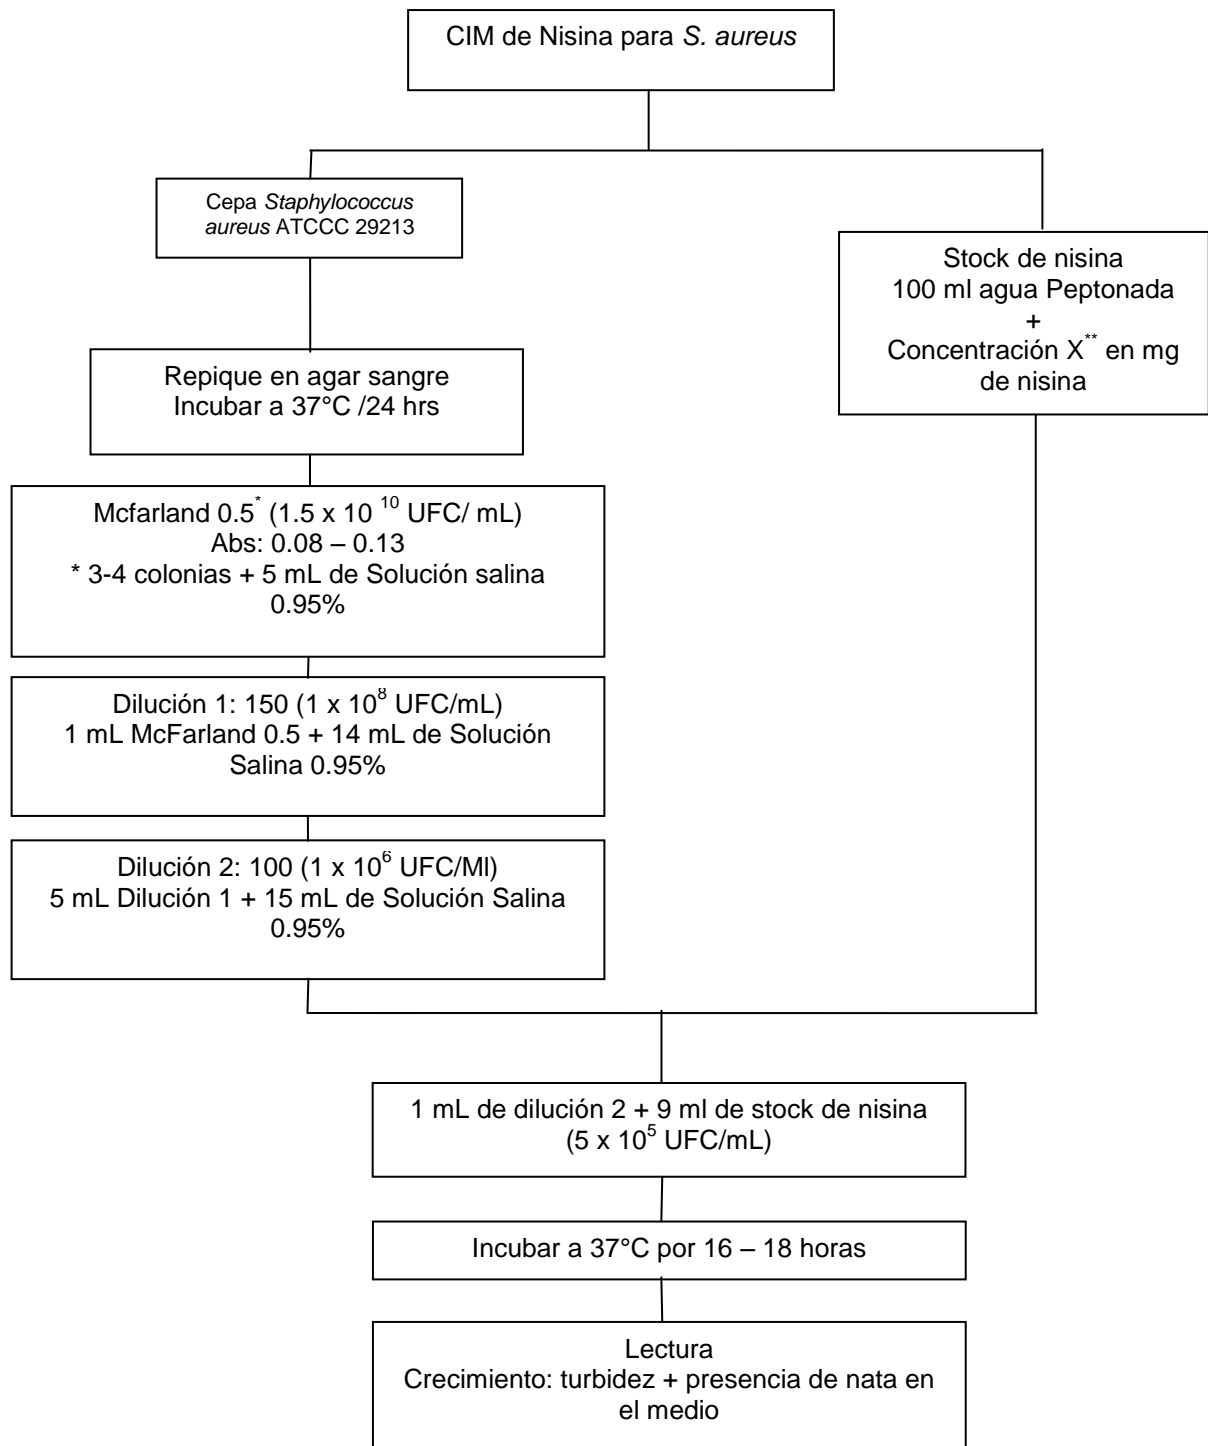 CIM de Nisina para S. aureus
Cepa Staphylococcus
aureus ATCCC 29213
Stock de nisina
100 ml agua Peptonada
+
Concentración X** en mg
de nisina
Repique en agar sangre
Incubar a 37°C /24 hrs
Mcfarland 0.5* (1.5 x 10 10 UFC/ mL)
Abs: 0.08 – 0.13
* 3-4 colonias + 5 mL de Solución salina
0.95%
Dilución 1: 150 (1 x 108 UFC/mL)
1 mL McFarland 0.5 + 14 mL de Solución
Salina 0.95%
Dilución 2: 100 (1 x 106 UFC/Ml)
5 mL Dilución 1 + 15 mL de Solución Salina
0.95%
1 mL de dilución 2 + 9 ml de stock de nisina
(5 x 105 UFC/mL)
Incubar a 37°C por 16 – 18 horas
Lectura
Crecimiento: turbidez + presencia de nata en
el medio